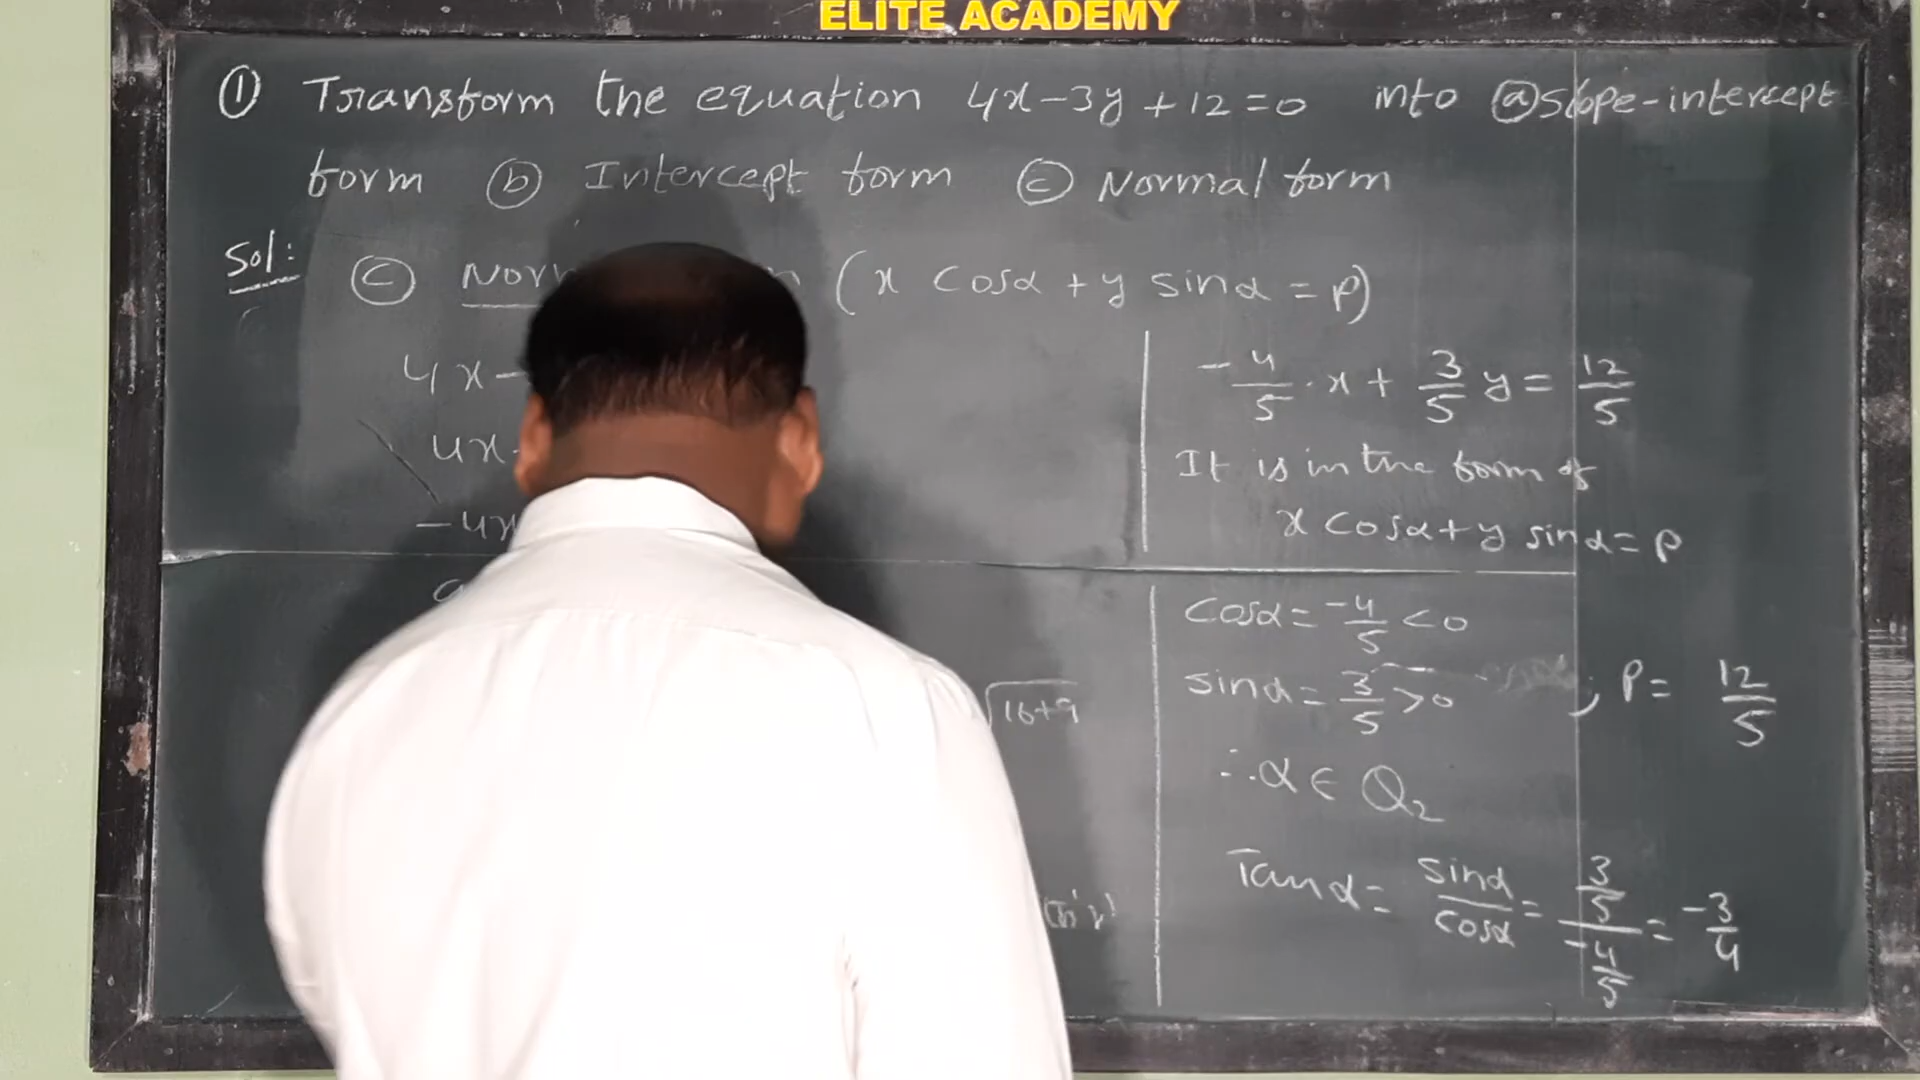 ELITE ACADEMY
① Transform the equation 4x-3y+12=0 into ⓐ slope-intercept
form ⓑ Intercept form ⓒ Normal form
Sol:
ⓒ (x cosα + y sinα = p)
4x-
4x-
-4x
√16+9
-4/5 · x + 3/5 y = 12/5
It is in the form of
x cosα + y sinα = p
cosα = -4/5 < 0
sinα = 3/5 > 0 ; P = 12/5
∴ α ∈ Q₂
Tanα = sinα/cosα = (3/5)/(-4/5) = -3/4